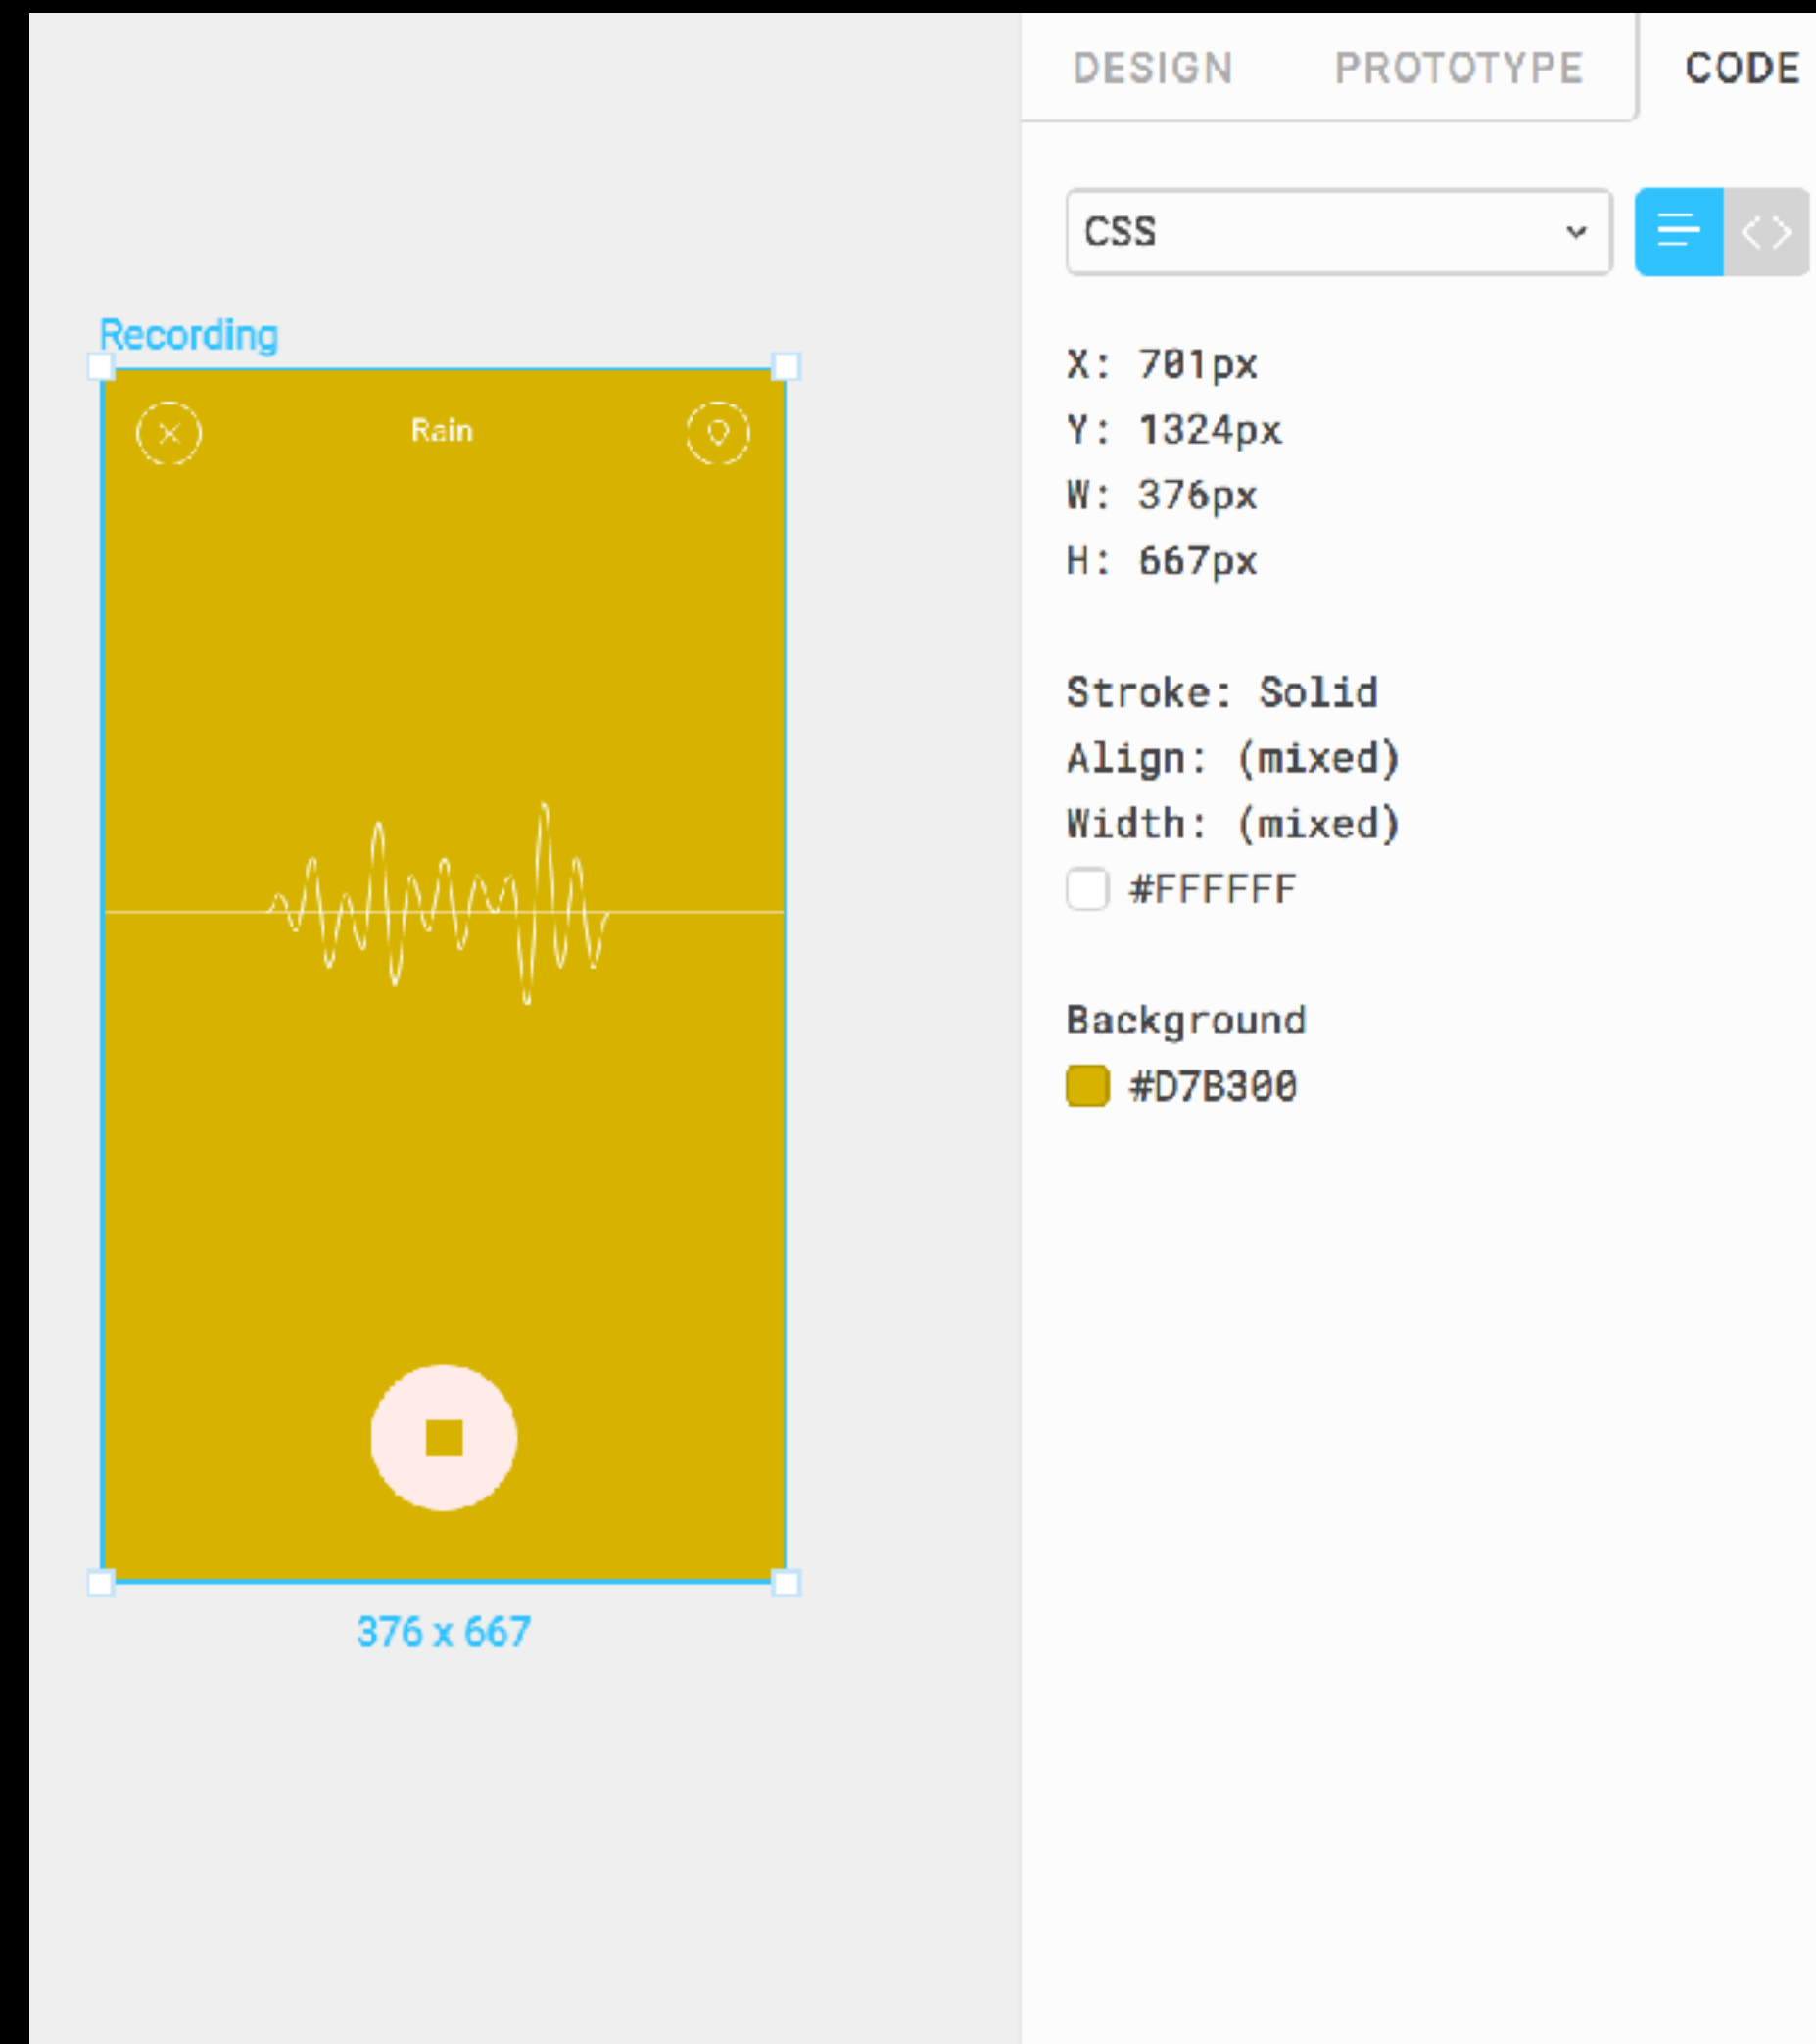 DESIGN PROTOTYPE CODE
CSS
Recording
Rain
376 x 667
X: 701px
Y: 1324px
W: 376px
H: 667px
Stroke: Solid
Align: (mixed)
Width: (mixed)
#FFFFFF
Background
#D7B300